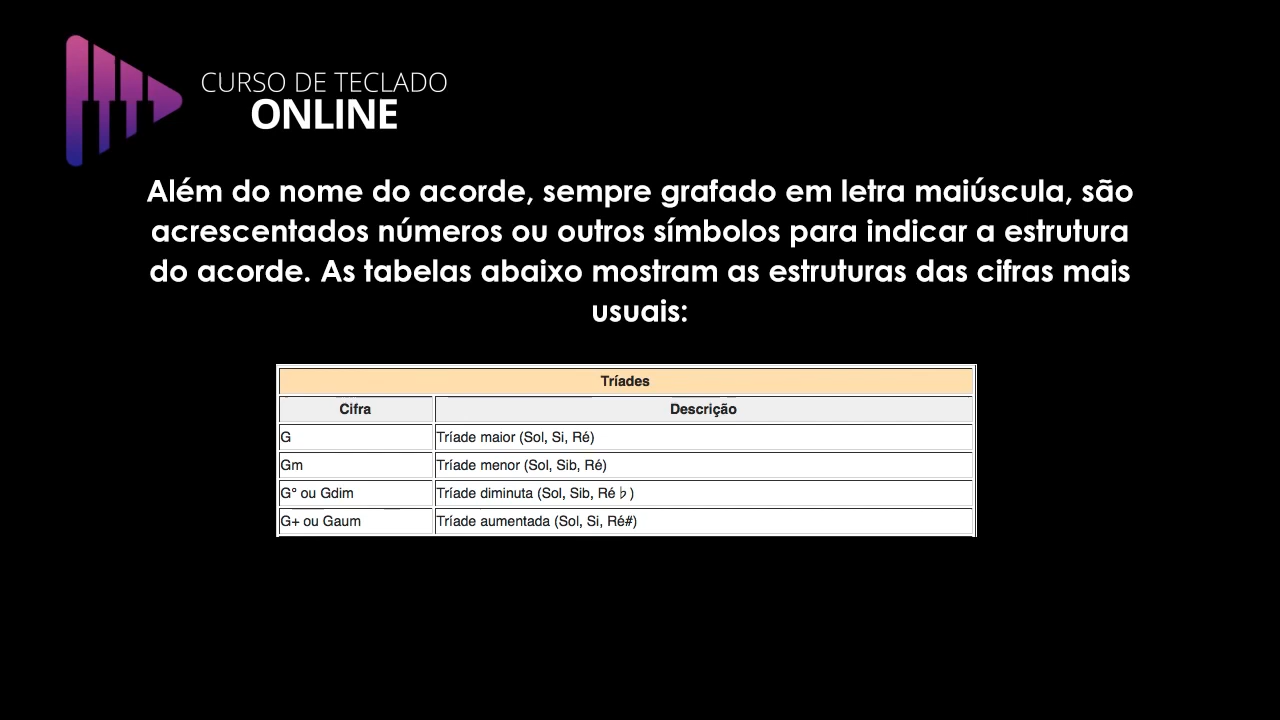 CURSO DE TECLADO
ONLINE
Além do nome do acorde, sempre grafado em letra maiúscula, são
acrescentados números ou outros símbolos para indicar a estrutura
do acorde. As tabelas abaixo mostram as estruturas das cifras mais
usuais:
Tríades
Cifra Descrição
G Tríade maior (Sol, Si, Ré)
Gm Tríade menor (Sol, Sib, Ré)
G° ou Gdim Tríade diminuta (Sol, Sib, Ré ♭)
G+ ou Gaum Tríade aumentada (Sol, Si, Ré#)